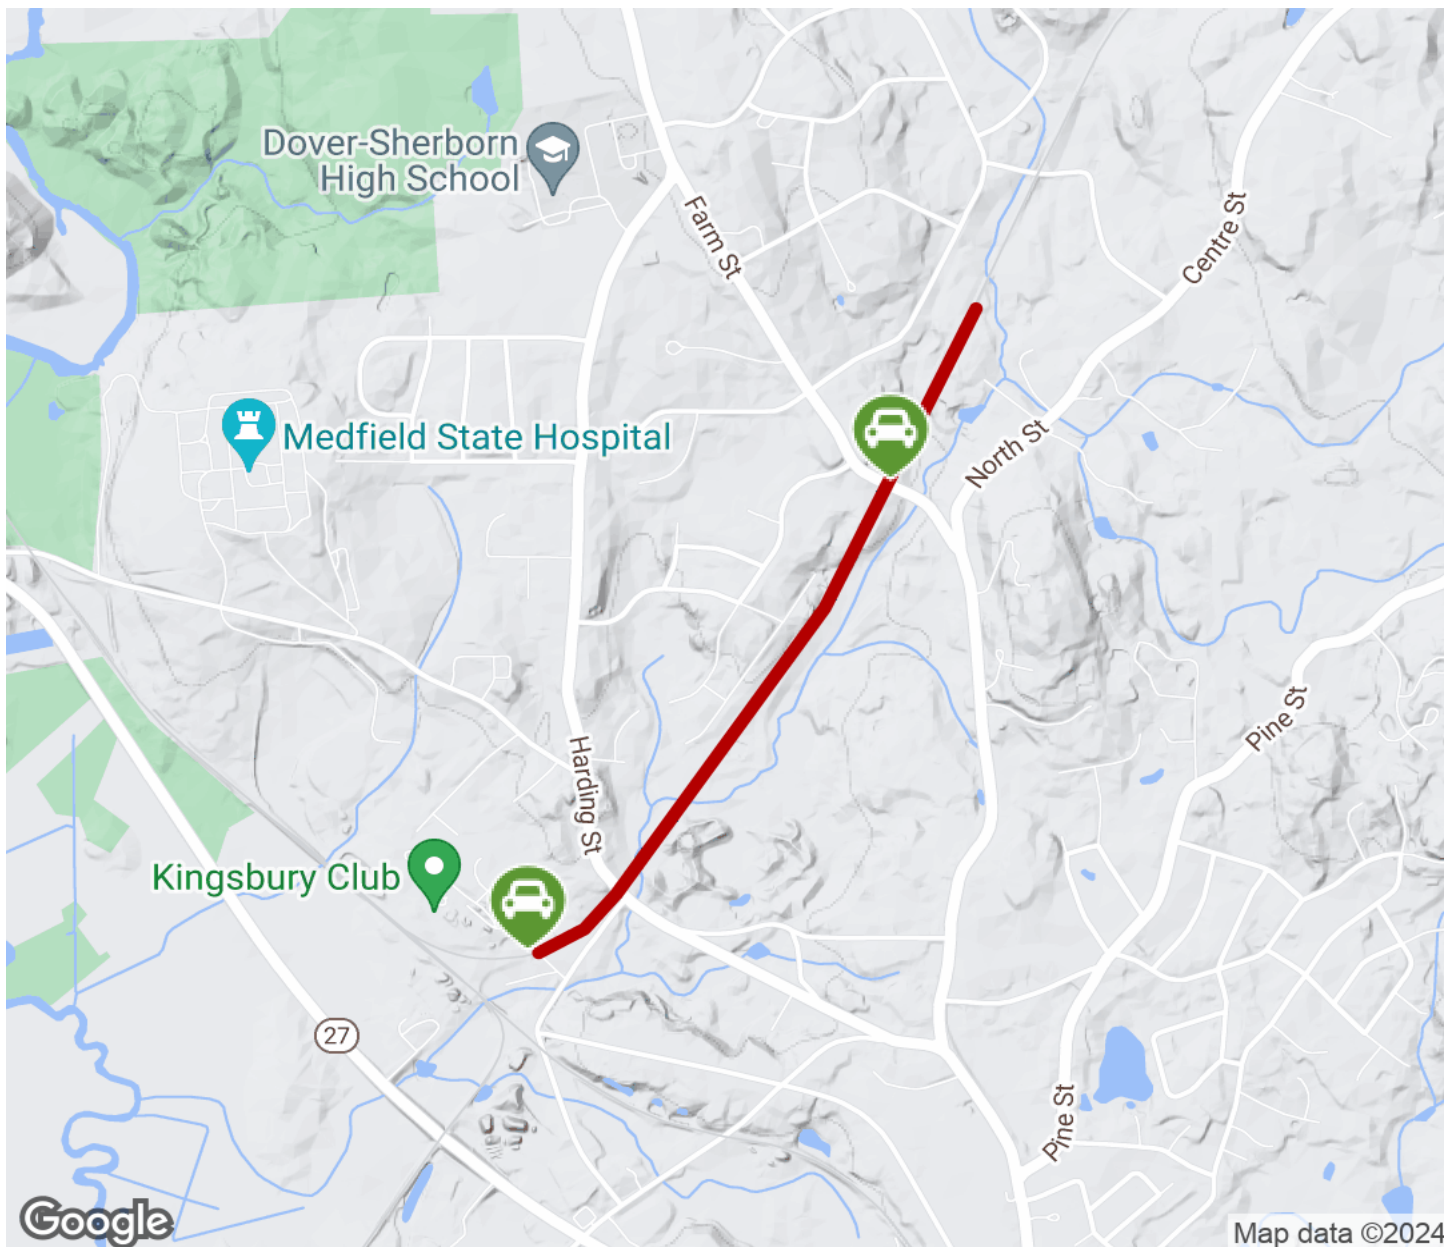 Dover-Sherborn
High School
Farm St
Centre St
Medfield State Hospital
North St
Pine St
Harding St
Kingsbury Club
27
Pine St
Google
Map data ©2024